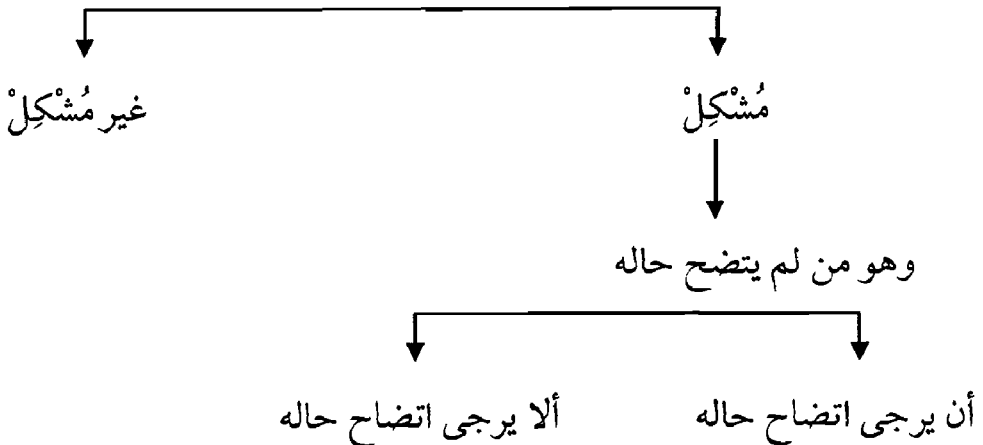 مُشْكِلْ
غير مُشْكِلْ
وهو من لم يتضح حاله
أن يرجى اتضاح حاله
ألا يرجى اتضاح حاله